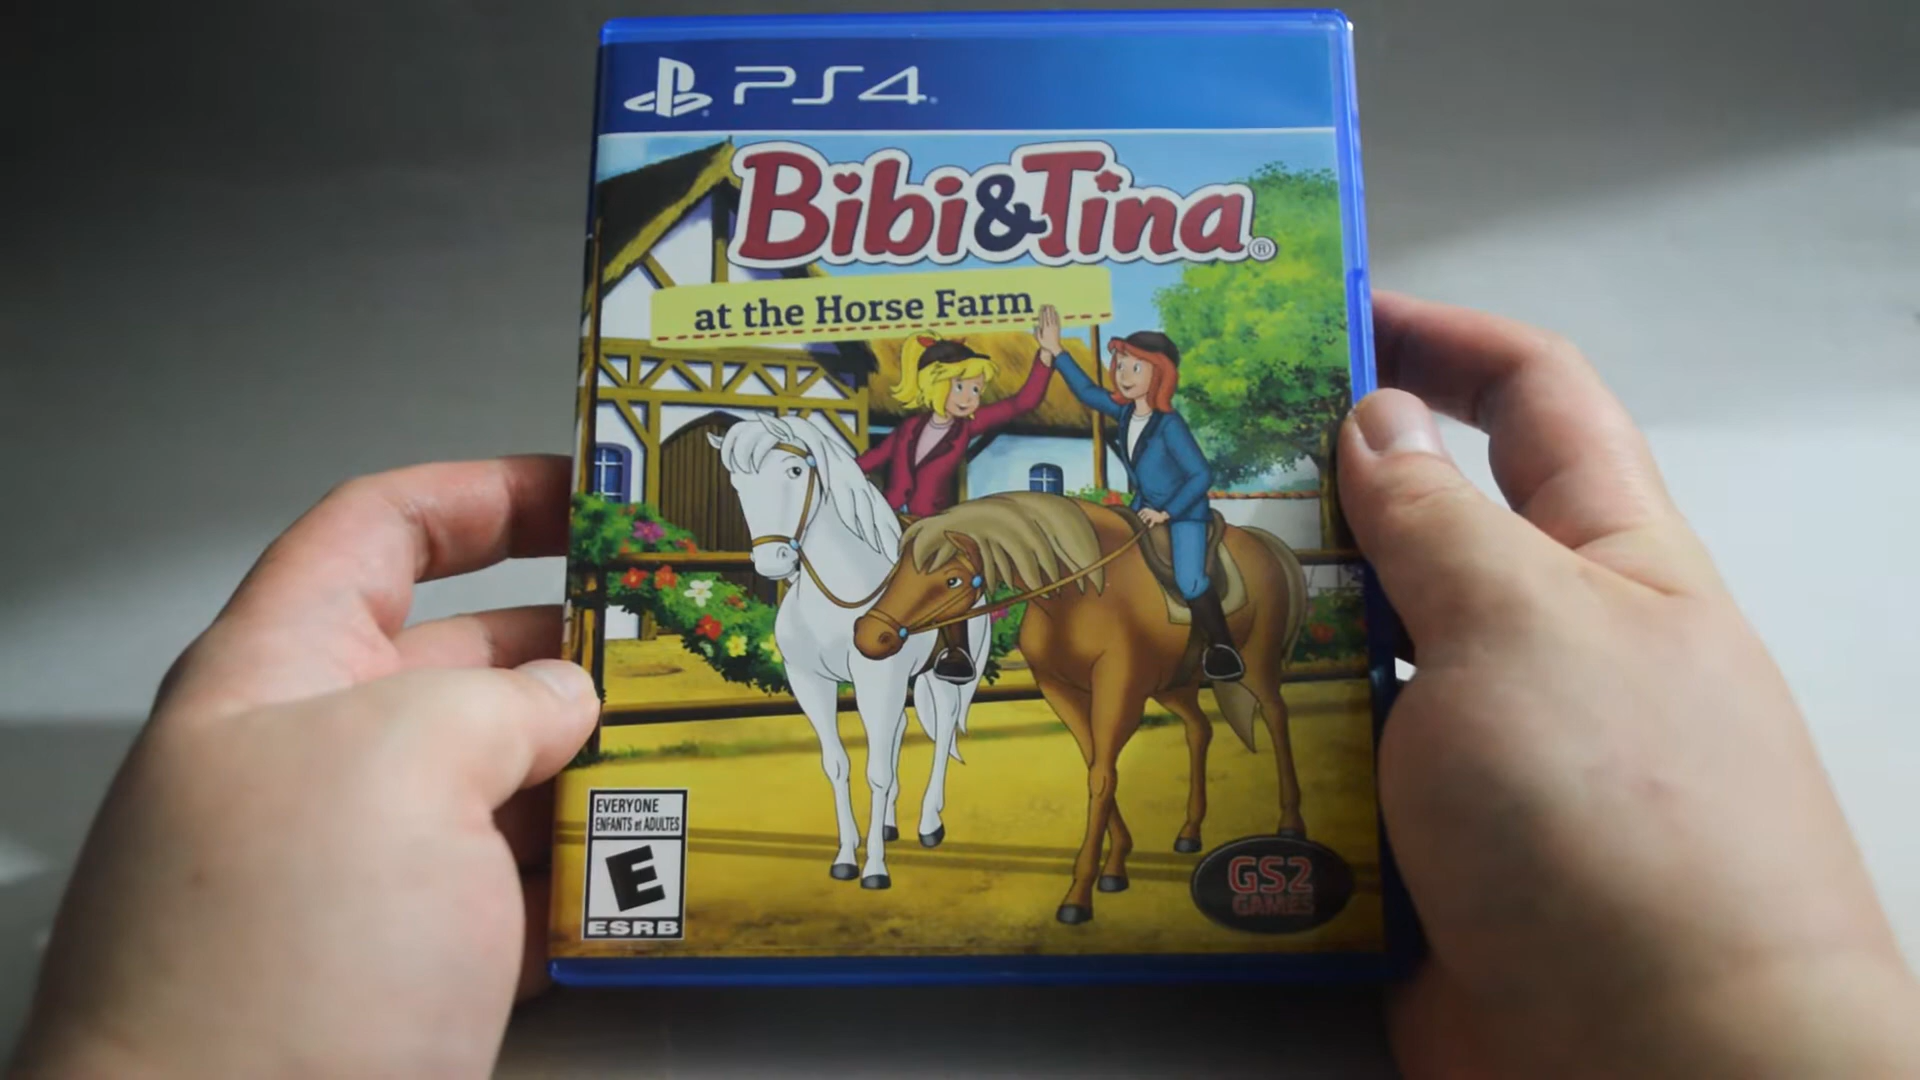 PS4
Bibi&Tina®
at the Horse Farm
EVERYONE
ENFANTS et ADULTES
E
ESRB
GS2
GAMES